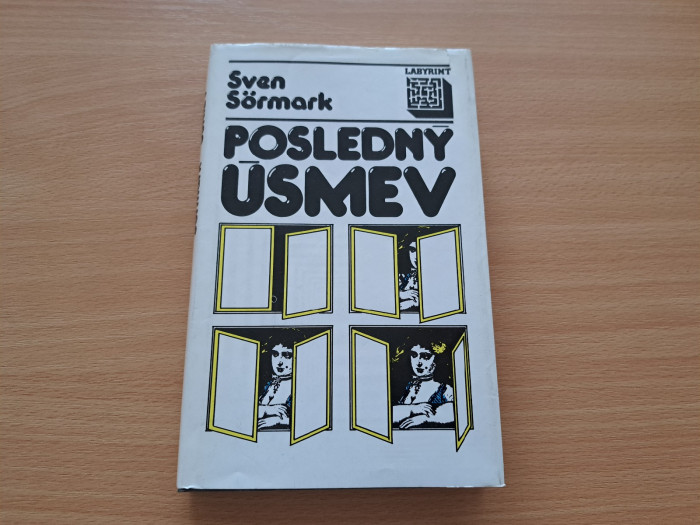 Sven
Sörmark
LABYRINT
POSLEDNÝ
ÚSMEV